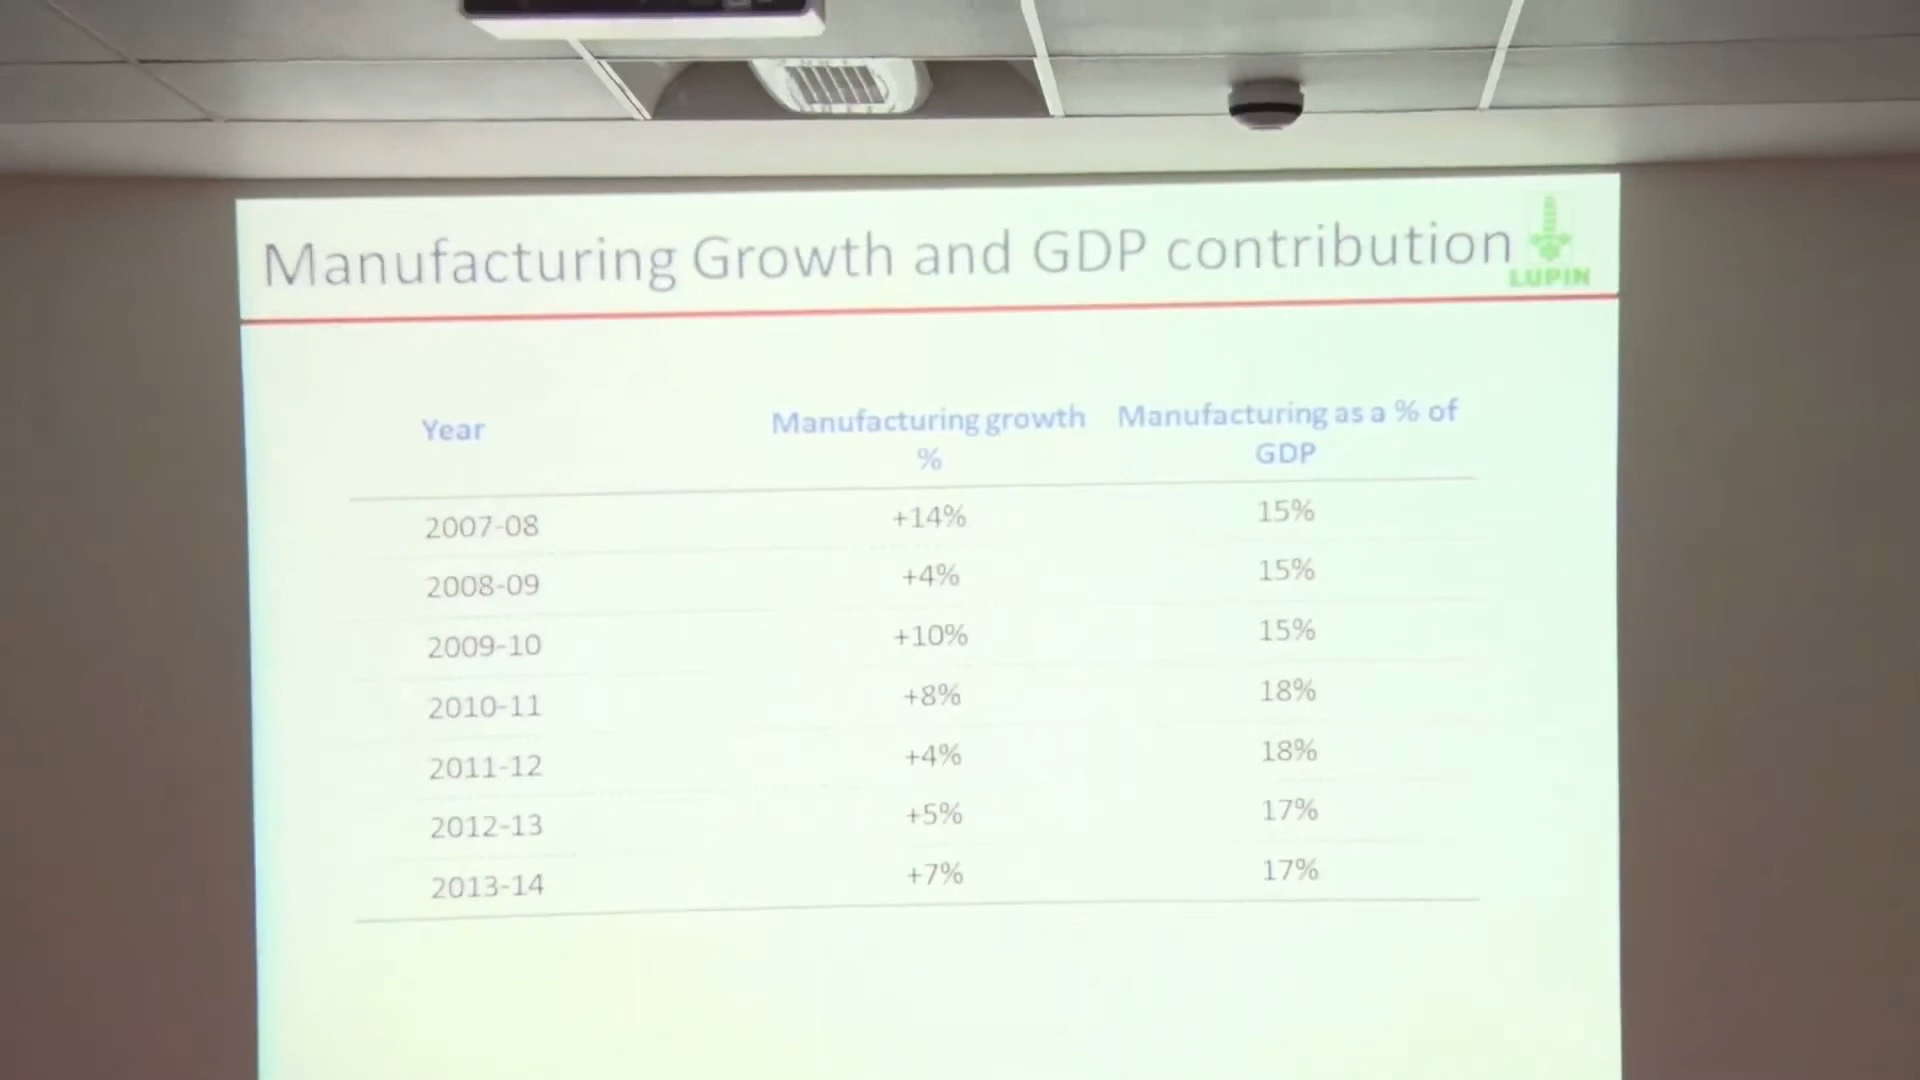 Manufacturing Growth and GDP contribution
LUPIN
Year Manufacturing growth % Manufacturing as a % of GDP
2007-08 +14% 15%
2008-09 +4% 15%
2009-10 +10% 15%
2010-11 +8% 18%
2011-12 +4% 18%
2012-13 +5% 17%
2013-14 +7% 17%